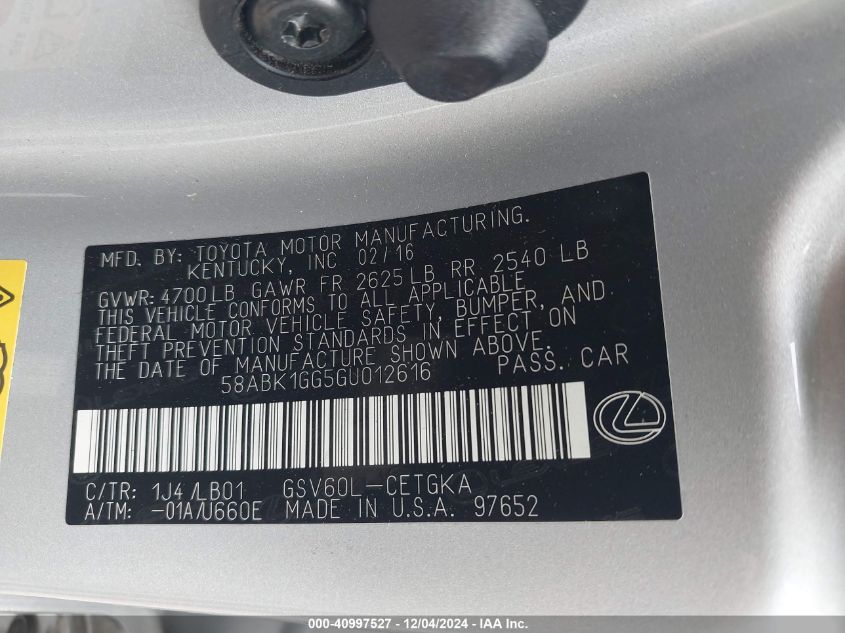 MFD. BY: TOYOTA MOTOR MANUFACTURING.
KENTUCKY, INC 02/16
GVWR: 4700LB GAWR FR 2625LB RR 2540 LB
THIS VEHICLE CONFORMS TO ALL APPLICABLE
FEDERAL MOTOR VEHICLE SAFETY, BUMPER, AND
THEFT PREVENTION STANDARDS IN EFFECT ON
THE DATE OF MANUFACTURE SHOWN ABOVE.
58ABK1GG5GU012616 PASS. CAR
C/TR: 1J4/LB01 GSV60L-CETGKA
A/TM: -01A/U660E MADE IN U.S.A. 97652
000-40997527 - 12/04/2024 - IAA Inc.